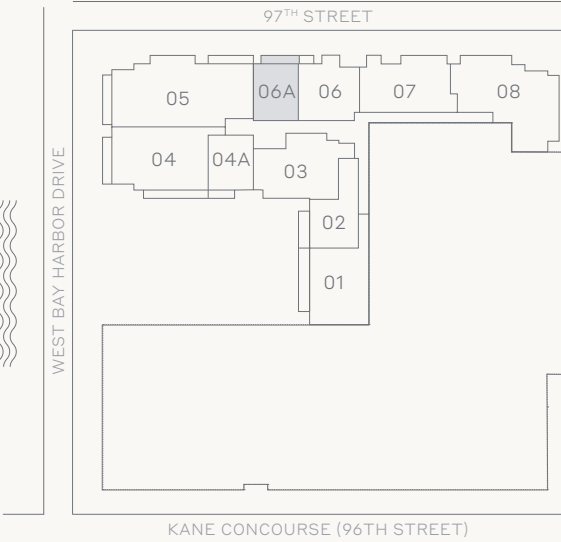 97TH STREET
05
06A
06
07
08
04
04A
03
02
01
WEST BAY HARBOR DRIVE
KANE CONCOURSE (96TH STREET)